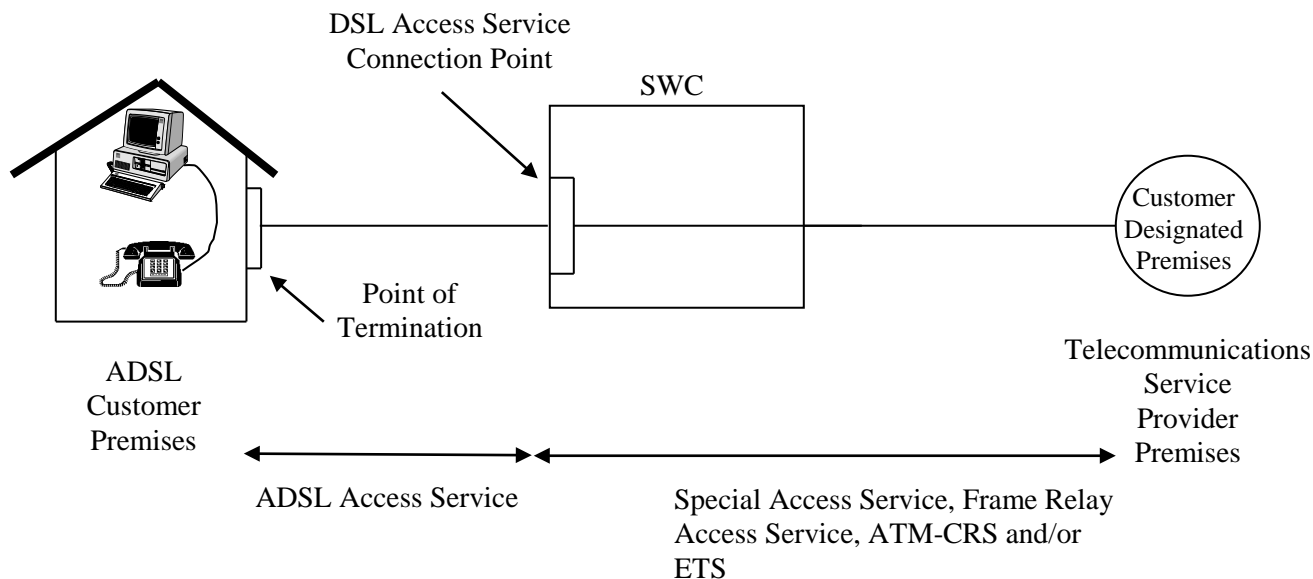 DSL Access Service
Connection Point
SWC
Customer
Designated
Premises
Point of
Termination
ADSL
Customer
Premises
Telecommunications
Service
Provider
Premises
ADSL Access Service
Special Access Service, Frame Relay
Access Service, ATM-CRS and/or
ETS